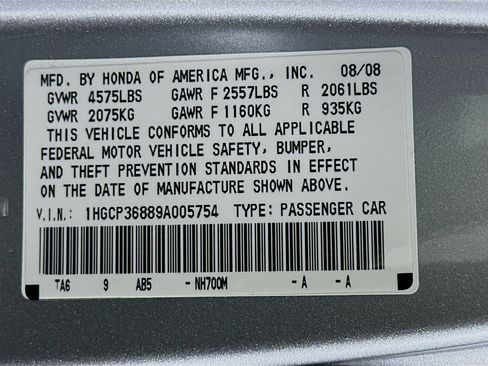 MFD. BY HONDA OF AMERICA MFG., INC. 08/08
GVWR 4575LBS GAWR F 2557LBS R 2061LBS
GVWR 2075KG GAWR F 1160KG R 935KG
THIS VEHICLE CONFORMS TO ALL APPLICABLE
FEDERAL MOTOR VEHICLE SAFETY, BUMPER,
AND THEFT PREVENTION STANDARDS IN EFFECT
ON THE DATE OF MANUFACTURE SHOWN ABOVE.
V.I.N.: 1HGCP36889A005754 TYPE: PASSENGER CAR
TA6 9 AB5 - NH700M - A - A